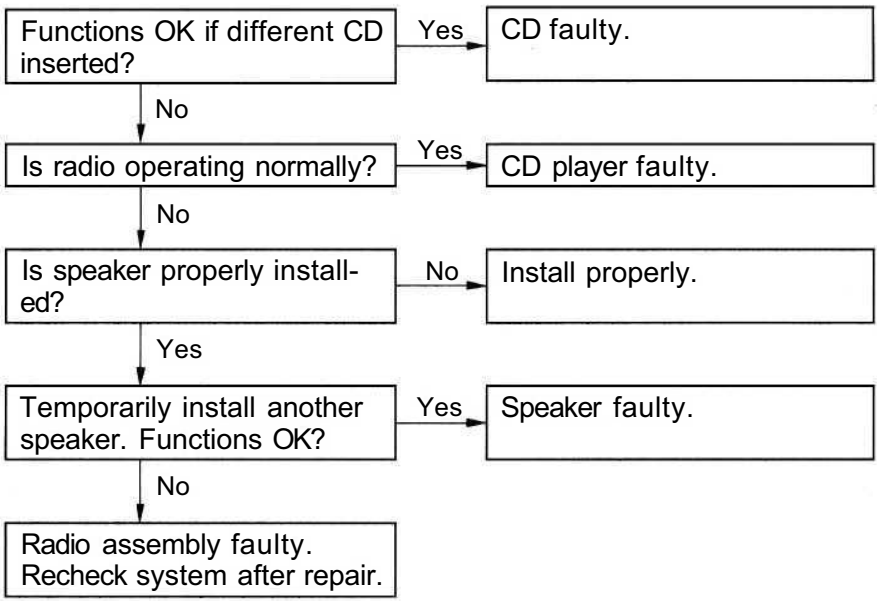 Functions OK if different CD
inserted?
Yes
CD faulty.
No
Is radio operating normally?
Yes
CD player faulty.
No
Is speaker properly install-
ed?
No
Install properly.
Yes
Temporarily install another
speaker. Functions OK?
Yes
Speaker faulty.
No
Radio assembly faulty.
Recheck system after repair.